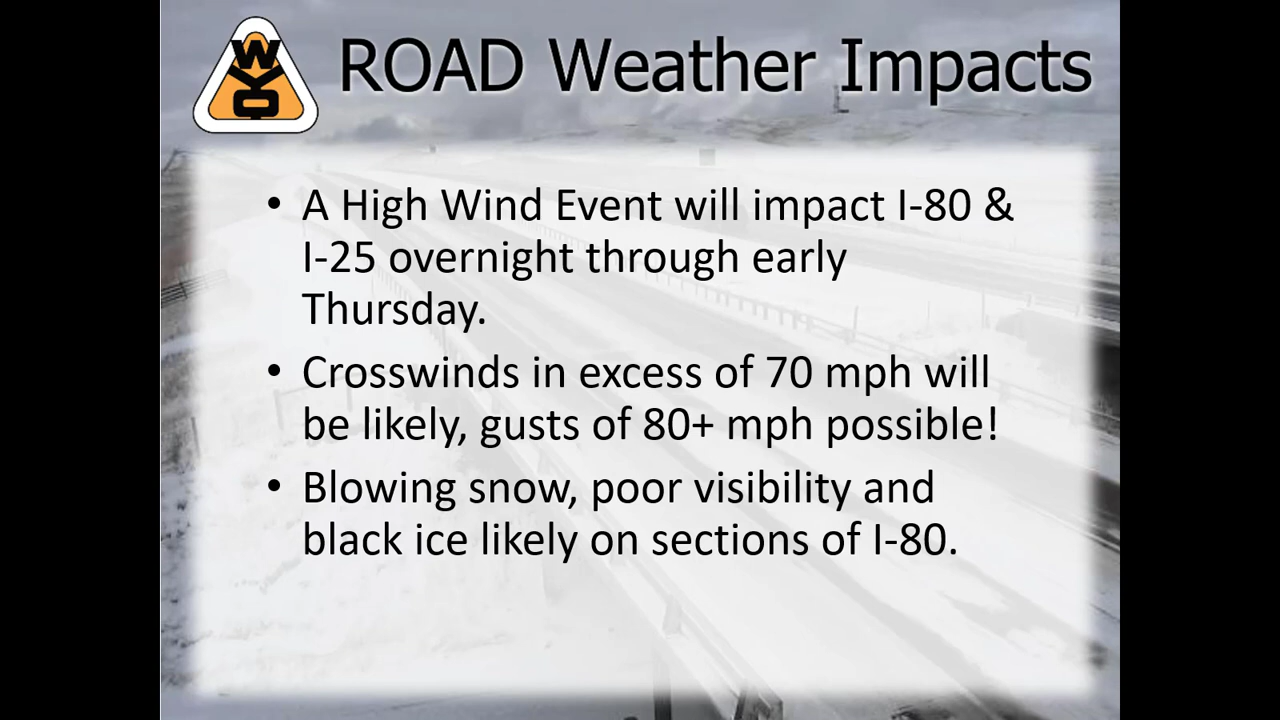 WYO
ROAD Weather Impacts
• A High Wind Event will impact I-80 &
I-25 overnight through early
Thursday.
• Crosswinds in excess of 70 mph will
be likely, gusts of 80+ mph possible!
• Blowing snow, poor visibility and
black ice likely on sections of I-80.